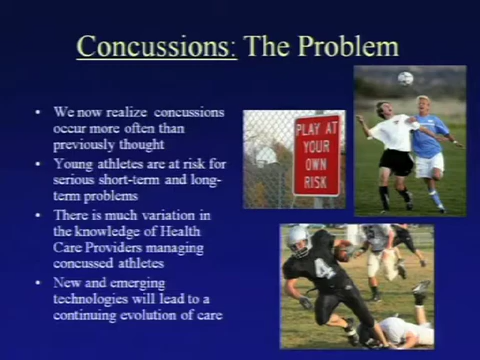 Concussions: The Problem
• We now realize concussions
occur more often than
previously thought
• Young athletes are at risk for
serious short-term and long-
term problems
• There is much variation in
the knowledge of Health
Care Providers managing
concussed athletes
• New and emerging
technologies will lead to a
continuing evolution of care
PLAY AT
YOUR
OWN
RISK
4